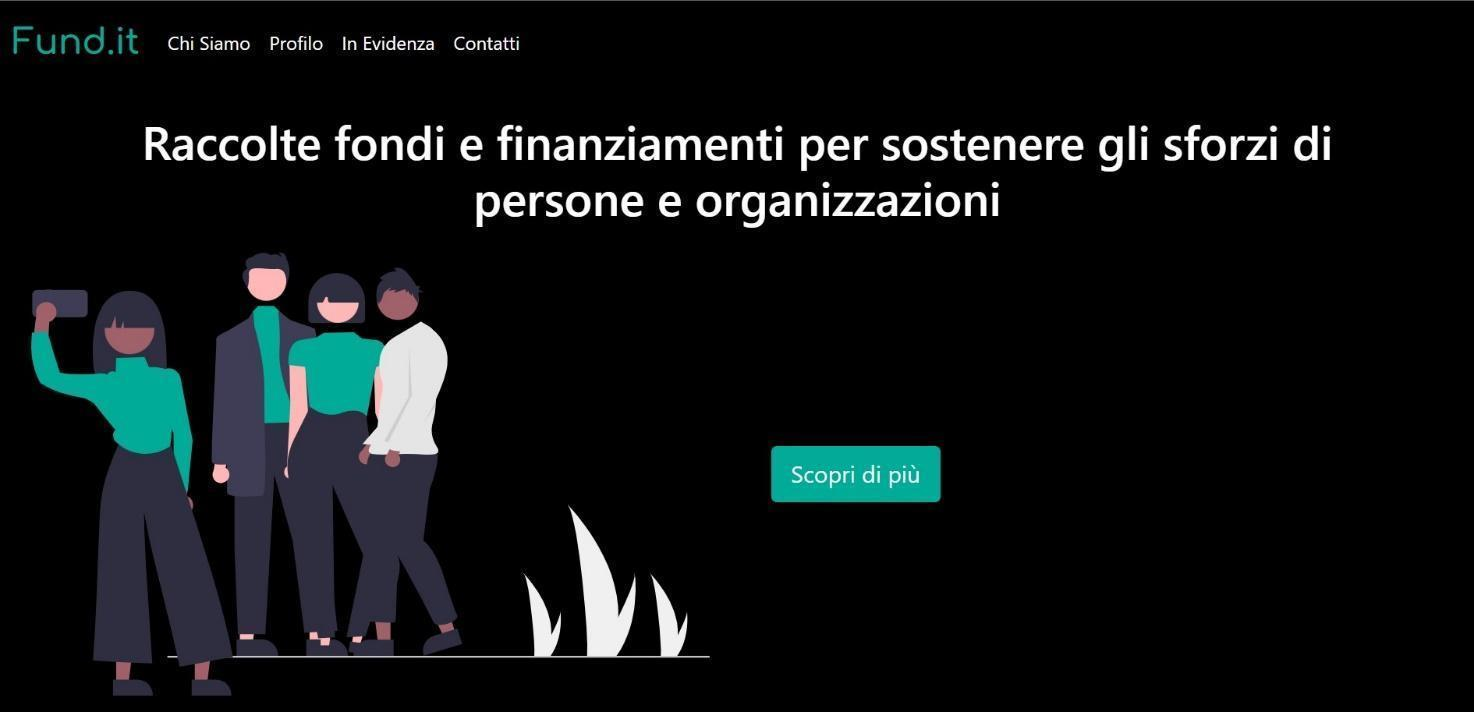 Fund.it Chi Siamo Profilo In Evidenza Contatti
Raccolte fondi e finanziamenti per sostenere gli sforzi di
persone e organizzazioni
Scopri di più